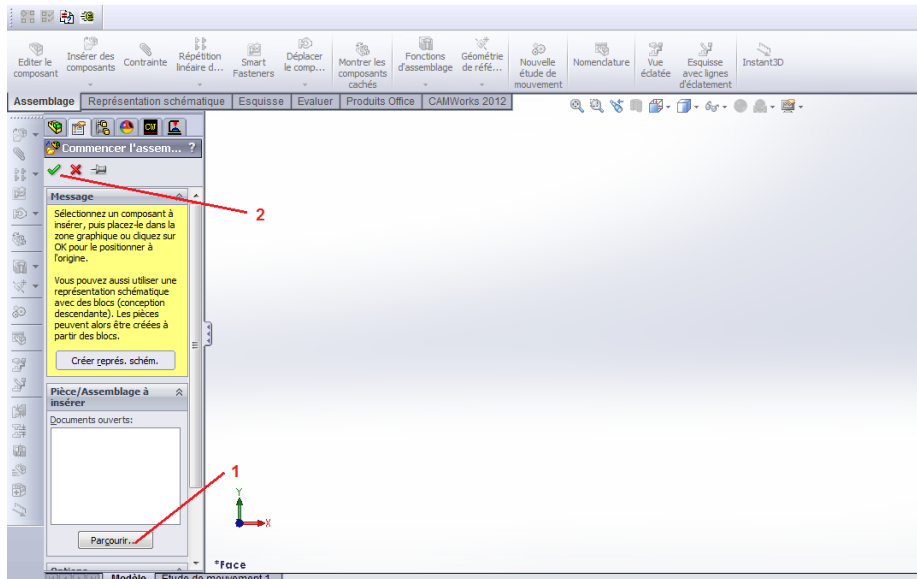 Editer le composant
Insérer des composants
Contrainte
Répétition linéaire d...
Smart Fasteners
Déplacer le comp...
Montrer les composants cachés
Fonctions d'assemblage
Géométrie de réfé...
Nouvelle étude de mouvement
Nomenclature
Vue éclatée
Esquisse avec lignes d'éclatement
Instant3D
Assemblage Représentation schématique Esquisse Evaluer Produits Office CAMWorks 2012
CW
Commencer l'assem... ?
2
Message
Sélectionnez un composant à
insérer, puis placez-le dans la
zone graphique ou cliquez sur
OK pour le positionner à
l'origine.
Vous pouvez aussi utiliser une
représentation schématique
avec des blocs (conception
descendante). Les pièces
peuvent alors être créées à
partir des blocs.
Créer représ. schém.
Pièce/Assemblage à
insérer
Documents ouverts:
1
Y
X
Parcourir...
*Face
Options
Modèle Etude de mouvement 1